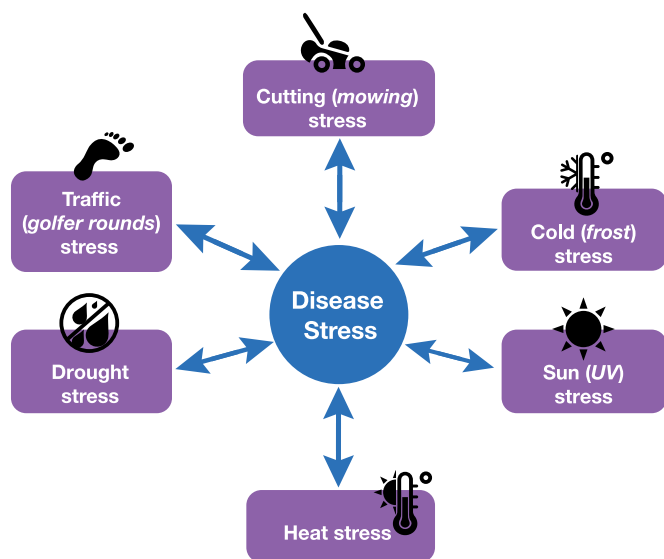 Cutting (mowing)
stress
Traffic
(golfer rounds)
stress
Cold (frost)
stress
Disease
Stress
Drought
stress
Sun (UV)
stress
Heat stress